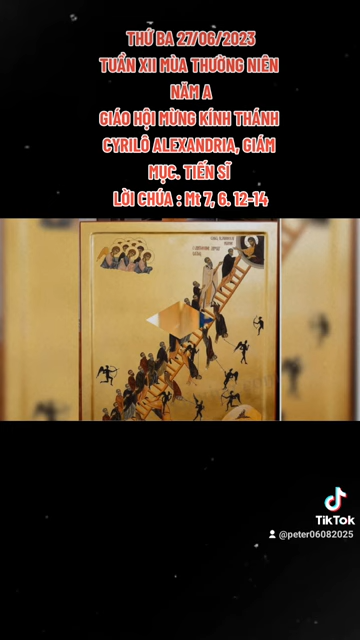 THỨ BA 27/06/2023
TUẦN XII MÙA THƯỜNG NIÊN
NĂM A
GIÁO HỘI MỪNG KÍNH THÁNH
CYRILÔ ALEXANDRIA, GIÁM
MỤC. TIẾN SĨ
LỜI CHÚA : Mt 7, 6. 12-14
TikTok
@peter06082025